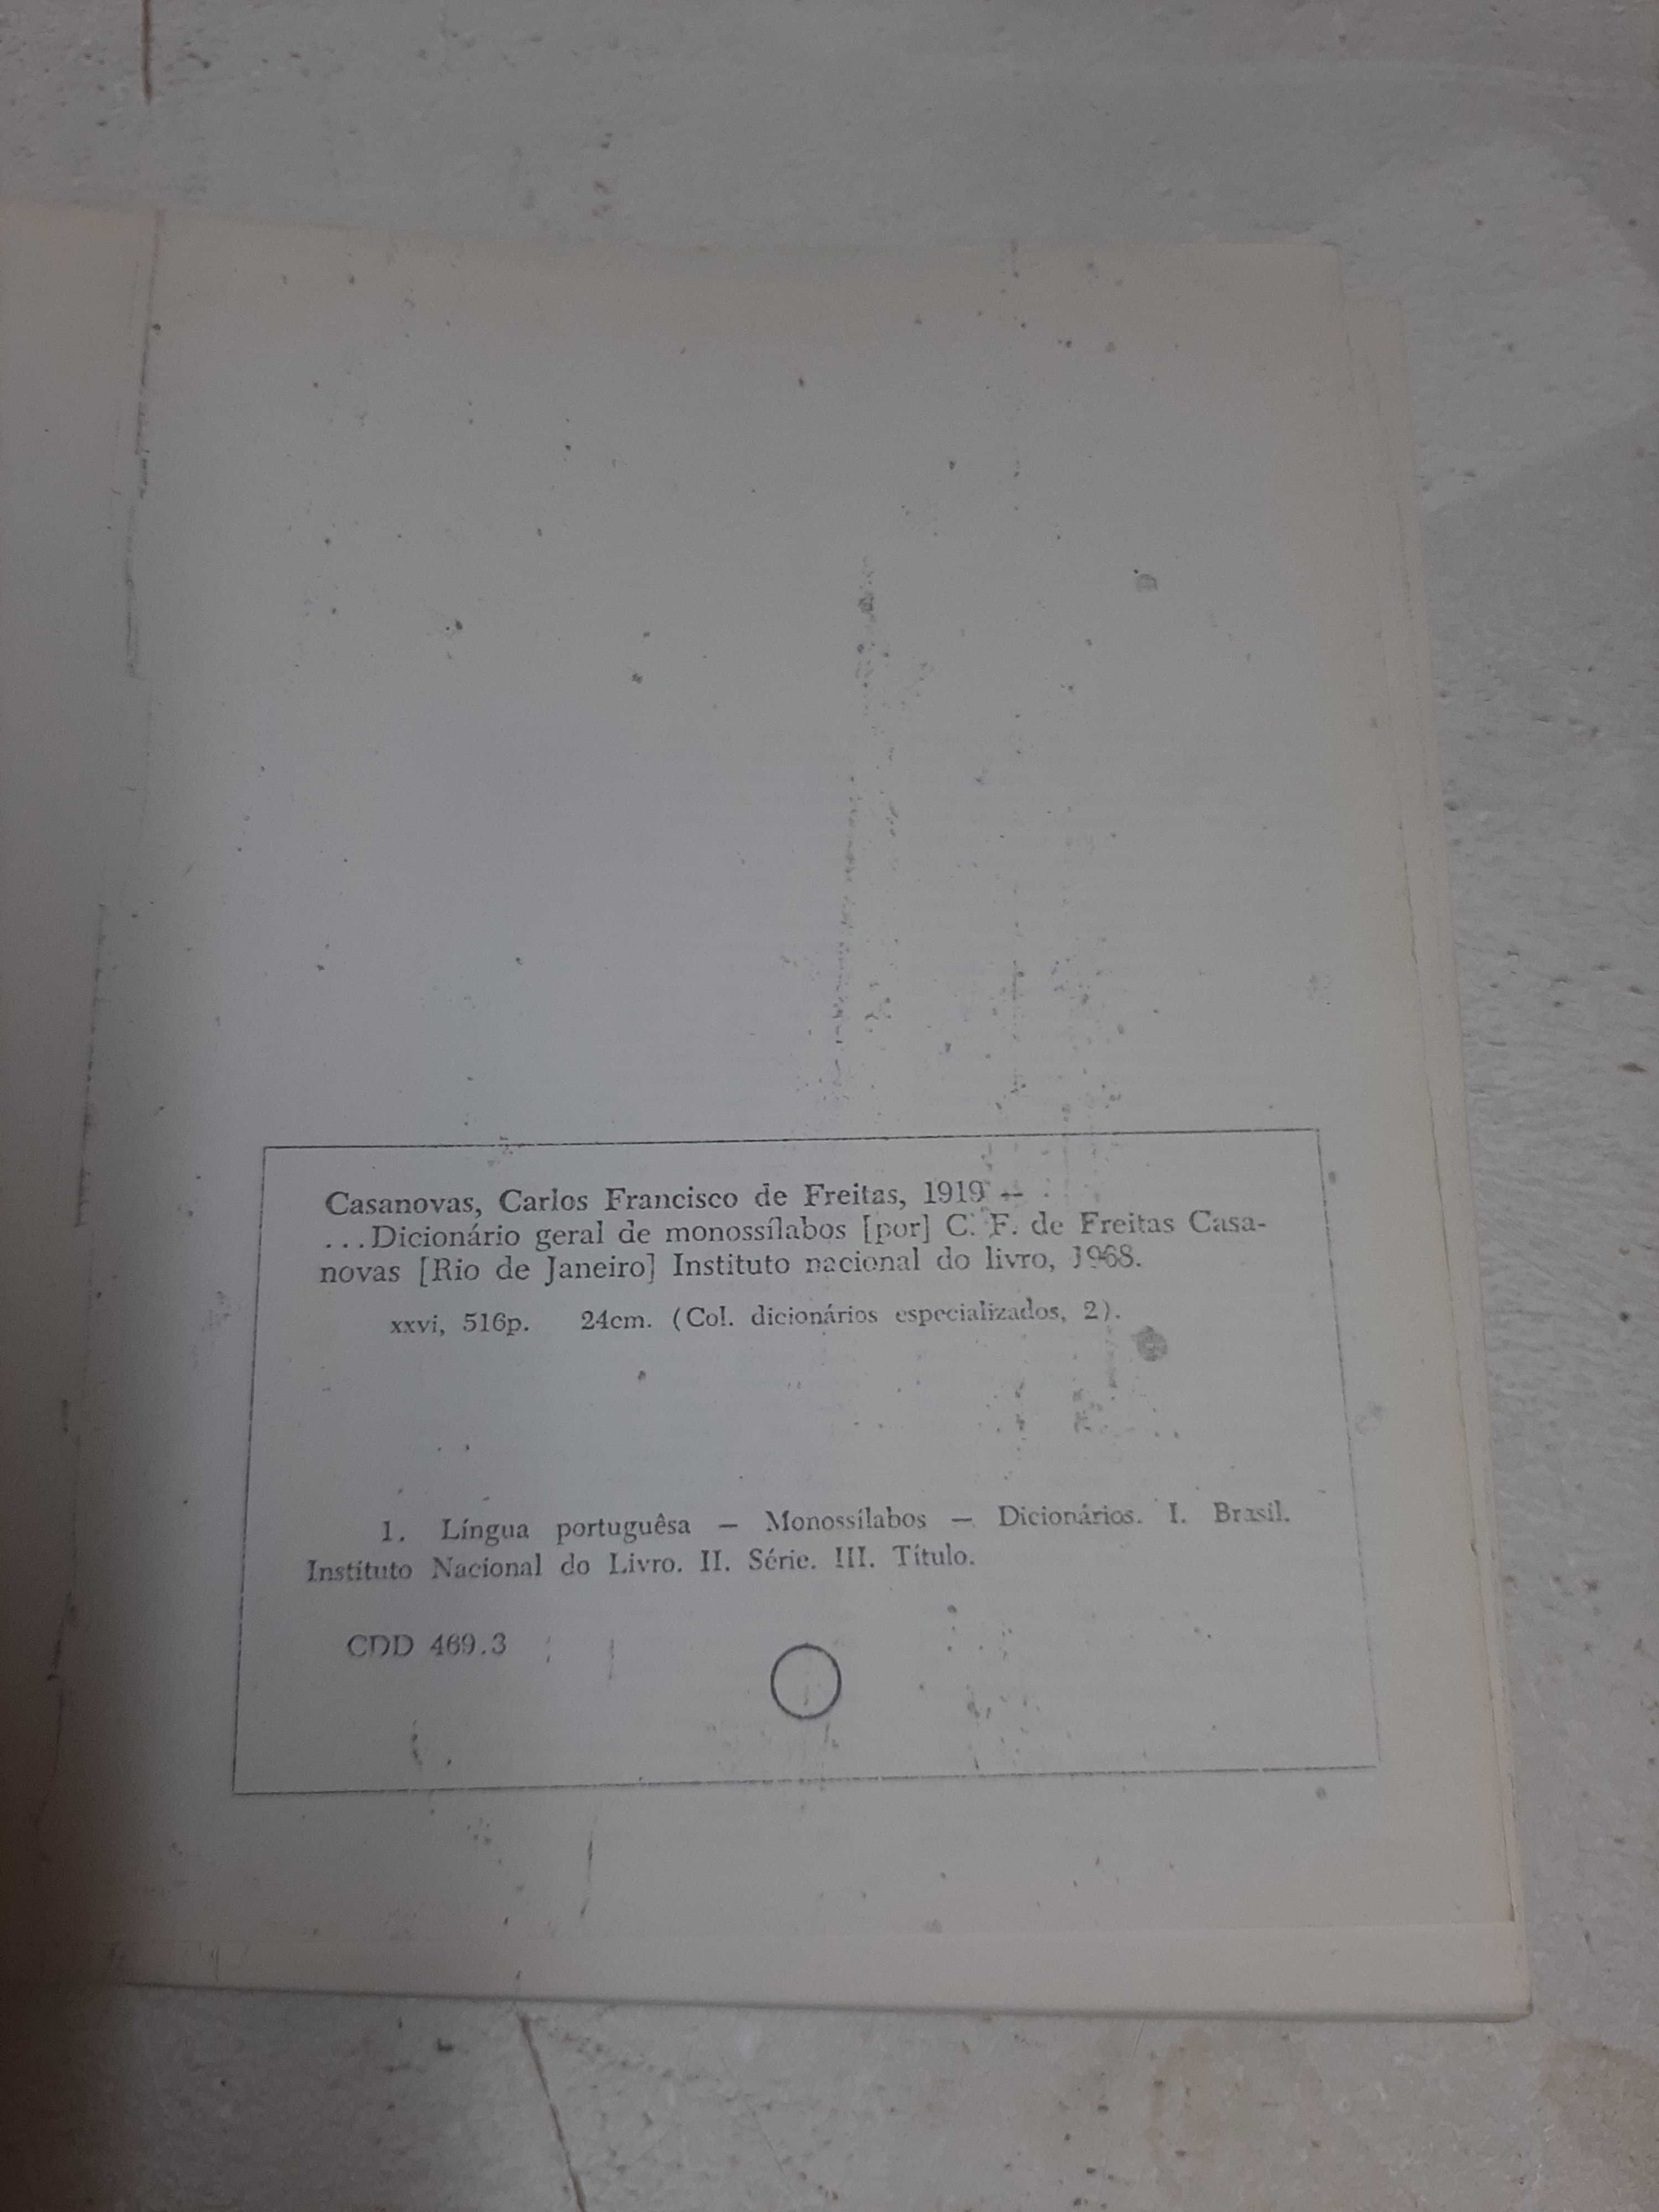 Casanovas, Carlos Francisco de Freitas, 1919 —
...Dicionário geral de monossílabos [por] C. F. de Freitas Casa-
novas [Rio de Janeiro] Instituto nacional do livro, 1968.
xxvi, 516p. 24cm. (Col. dicionários especializados, 2).
1. Língua portuguêsa — Monossílabos — Dicionários. I. Brasil.
Instituto Nacional do Livro. II. Série. III. Título.
CDD 469.3